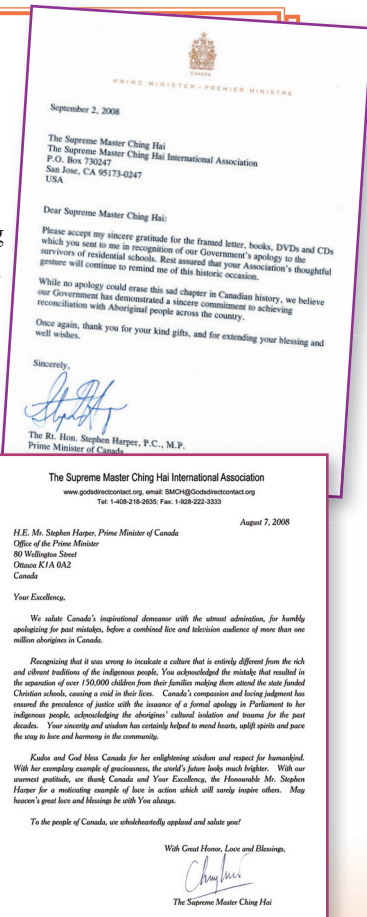 CANADA
PRIME MINISTER - PREMIER MINISTRE
September 2, 2008
The Supreme Master Ching Hai
The Supreme Master Ching Hai International Association
P.O. Box 730247
San Jose, CA 95173-0247
USA
Dear Supreme Master Ching Hai:
Please accept my sincere gratitude for the framed letter, books, DVDs and CDs
which you sent to me in recognition of our Government's apology to the
survivors of residential schools. Rest assured that your Association's thoughtful
gesture will continue to remind me of this historic occasion.
While no apology could erase this sad chapter in Canadian history, we believe
our Government has demonstrated a sincere commitment to achieving
reconciliation with Aboriginal people across the country.
Once again, thank you for your kind gifts, and for extending your blessing and
well wishes.
Sincerely,
The Rt. Hon. Stephen Harper, P.C., M.P.
Prime Minister of Canada
The Supreme Master Ching Hai International Association
www.godsdirectcontact.org, email: SMCH@Godsdirectcontact.org
Tel: 1-408-218-2635; Fax: 1-928-222-3333
August 7, 2008
H.E. Mr. Stephen Harper, Prime Minister of Canada
Office of the Prime Minister
80 Wellington Street
Ottawa K1A 0A2
Canada
Your Excellency,
We salute Canada's inspirational demeanor with the utmost admiration, for humbly
apologizing for past mistakes, before a combined live and television audience of more than one
million aborigines in Canada.
Recognizing that it was wrong to inculcate a culture that is entirely different from the rich
and vibrant traditions of the indigenous people, You acknowledged the mistake that resulted in
the separation of over 150,000 children from their families making them attend the state funded
Christian schools, causing a void in their lives. Canada's compassion and loving judgment has
ensured the prevalence of justice with the issuance of a formal apology in Parliament to her
indigenous people, acknowledging the aborigines' cultural isolation and trauma for the past
decades. Your sincerity and wisdom has certainly helped to mend hearts, uplift spirits and pave
the way to love and harmony in the community.
Kudos and God bless Canada for her enlightening wisdom and respect for humankind.
With her exemplary example of graciousness, the world's future looks much brighter. With our
warmest gratitude, we thank Canada and Your Excellency, the Honourable Mr. Stephen
Harper for a motivating example of love in action which will surely inspire others. May
heaven's great love and blessings be with You always.
To the people of Canada, we wholeheartedly applaud and salute you!
With Great Honor, Love and Blessings,
The Supreme Master Ching Hai